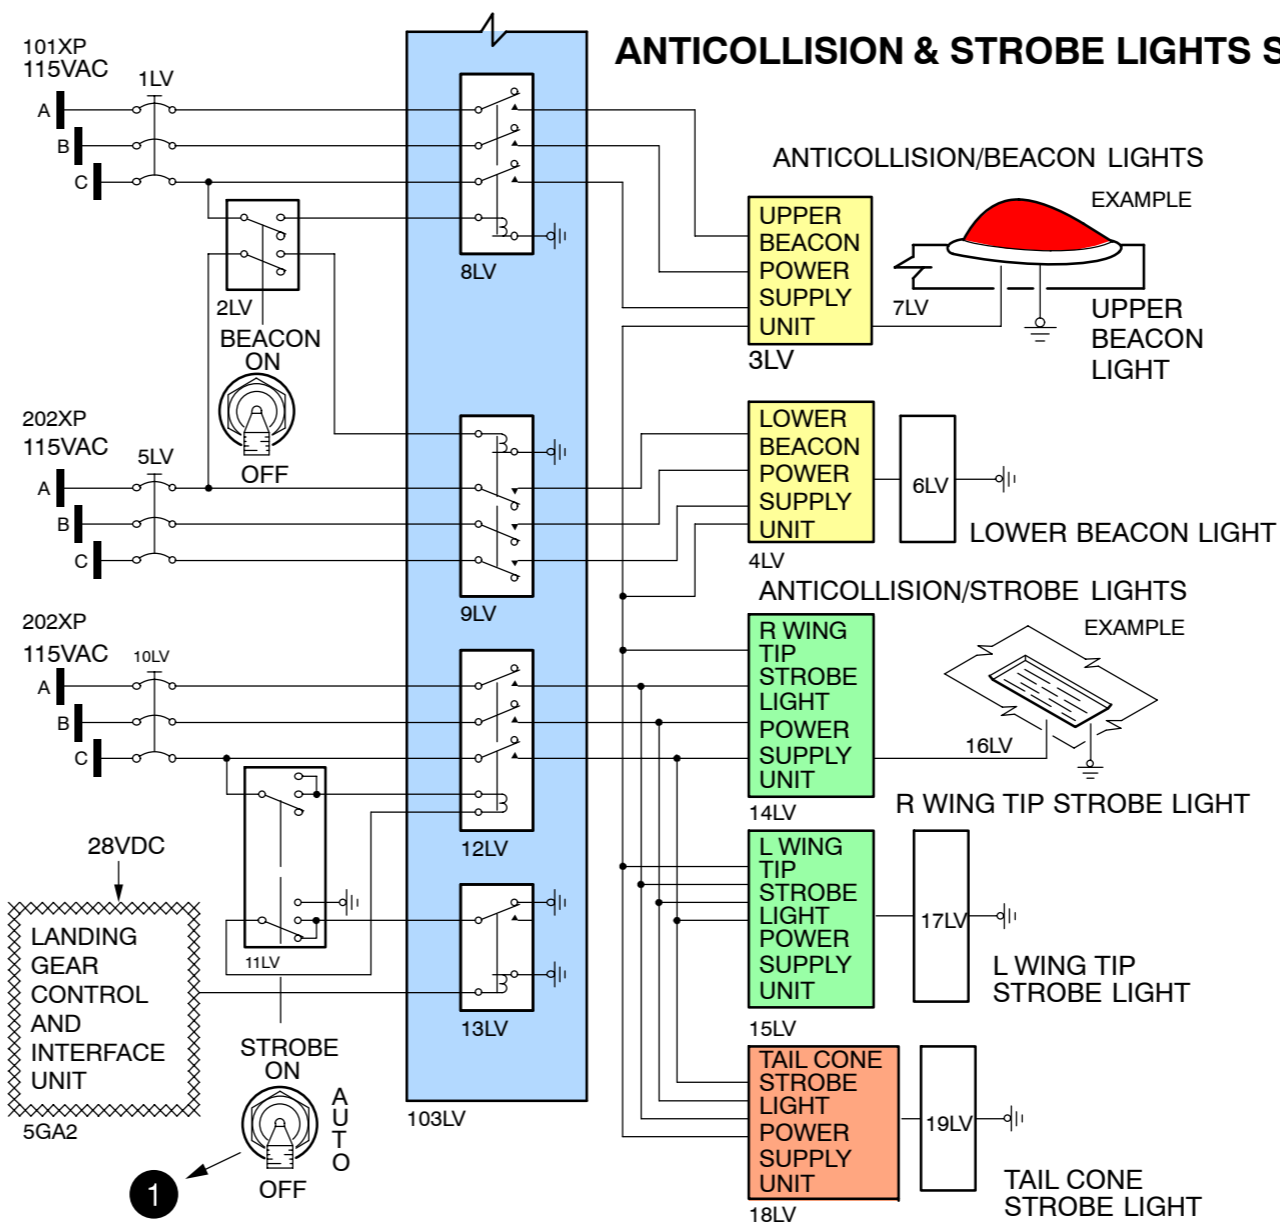 ANTICOLLISION & STROBE LIGHTS S
101XP
115VAC
1LV
A
B
C
2LV
BEACON
ON
OFF
8LV
ANTICOLLISION/BEACON LIGHTS
EXAMPLE
UPPER
BEACON
POWER
SUPPLY
UNIT
3LV
7LV
UPPER
BEACON
LIGHT
202XP
115VAC
5LV
A
B
C
9LV
LOWER
BEACON
POWER
SUPPLY
UNIT
4LV
6LV
LOWER BEACON LIGHT
ANTICOLLISION/STROBE LIGHTS
EXAMPLE
202XP
115VAC
10LV
A
B
C
12LV
R WING
TIP
STROBE
LIGHT
POWER
SUPPLY
UNIT
14LV
16LV
R WING TIP STROBE LIGHT
28VDC
LANDING
GEAR
CONTROL
AND
INTERFACE
UNIT
5GA2
11LV
13LV
103LV
STROBE
ON
AUTO
OFF
1
L WING
TIP
STROBE
LIGHT
POWER
SUPPLY
UNIT
15LV
17LV
L WING TIP
STROBE LIGHT
TAIL CONE
STROBE
LIGHT
POWER
SUPPLY
UNIT
18LV
19LV
TAIL CONE
STROBE LIGHT